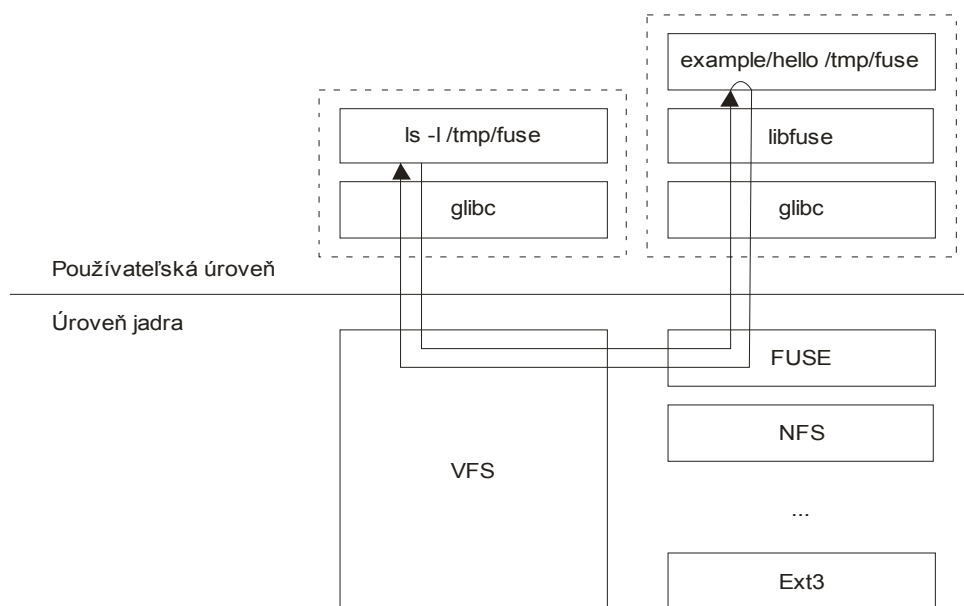 example/hello /tmp/fuse
ls -l /tmp/fuse
libfuse
glibc
glibc
Používateľská úroveň
Úroveň jadra
FUSE
NFS
VFS
...
Ext3